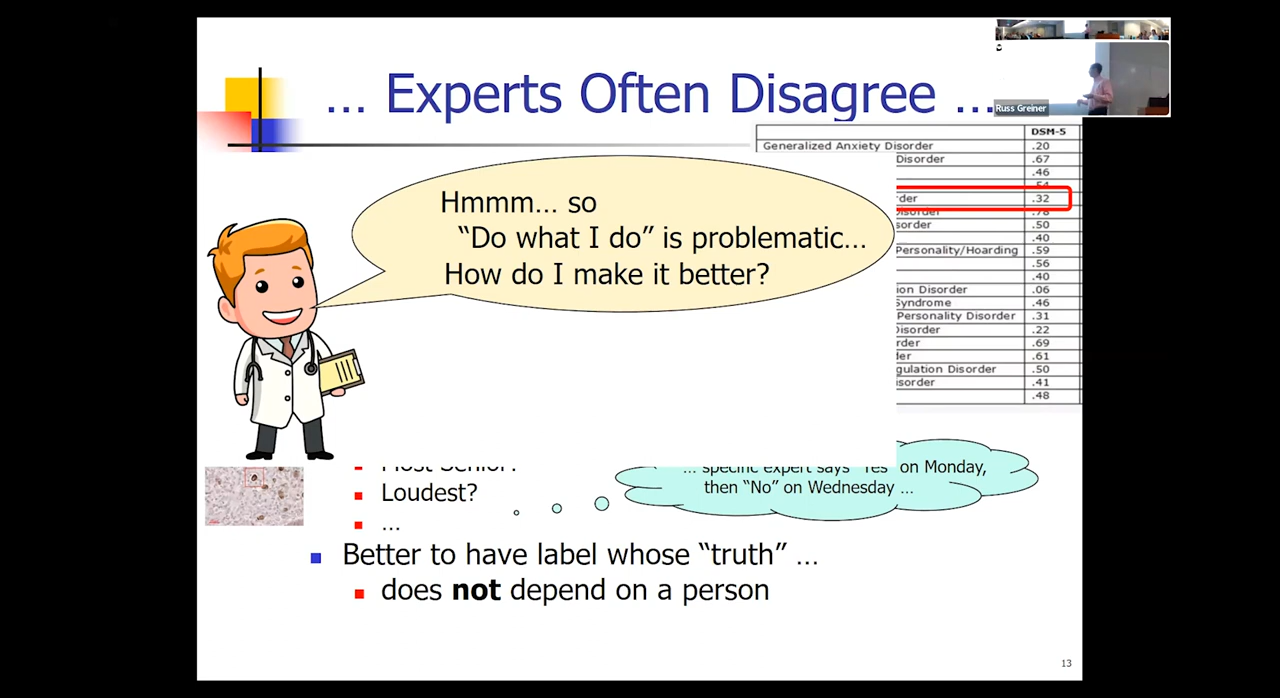 … Experts Often Disagree …
Russ Greiner
DSM-5
Generalized Anxiety Disorder .20
Disorder .67
.46
.54
rder .32
Disorder .78
sorder .50
.40
Personality/Hoarding .59
.56
.40
ion Disorder .06
Syndrome .46
Personality Disorder .31
Disorder .22
rder .69
der .61
gulation Disorder .50
isorder .41
.48
Hmmm… so
“Do what I do” is problematic…
How do I make it better?
Most Senior?
Loudest?
…
… specific expert says “Yes” on Monday,
then “No” on Wednesday …
Better to have label whose “truth” …
does not depend on a person
13